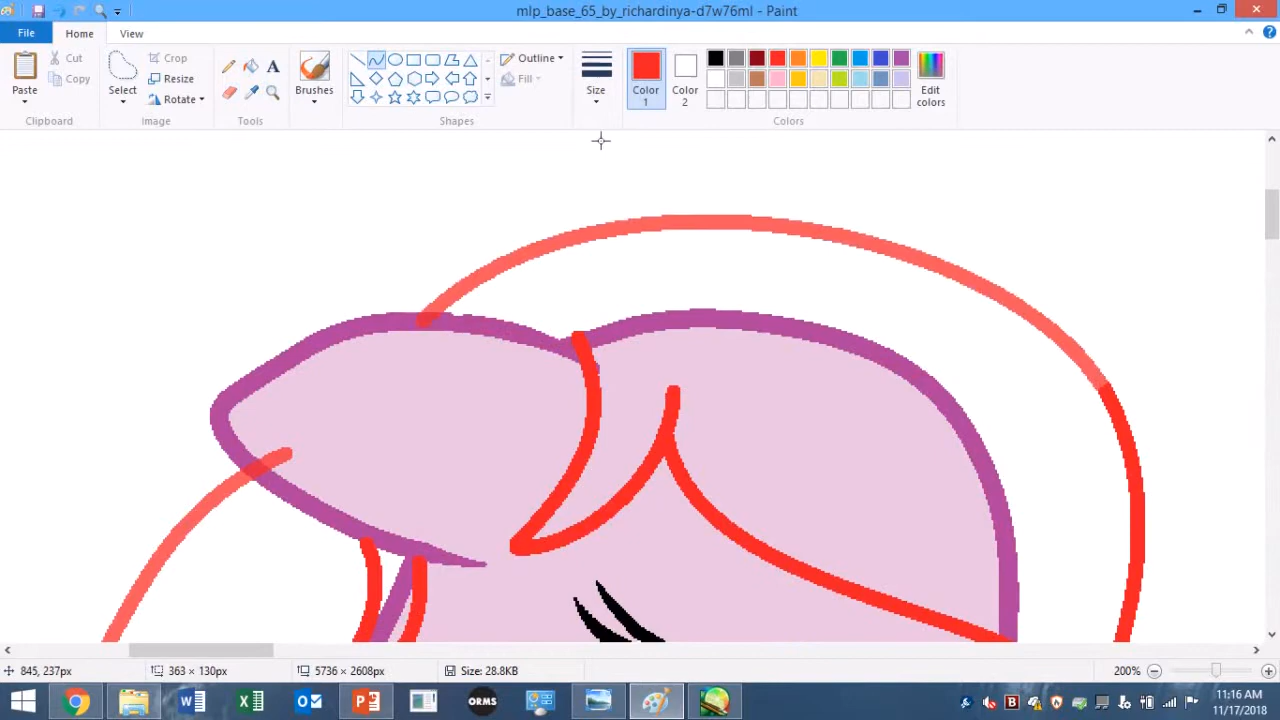 mlp_base_65_by_richardinya-d7w76ml - Paint
File
Home
View
Paste
Cut
Copy
Clipboard
Select
Crop
Resize
Rotate
Image
A
Tools
Brushes
Outline
Fill
Shapes
Size
Color 1
Color 2
Edit colors
Colors
845, 237px
363 × 130px
5736 × 2608px
Size: 28.8KB
200%
ORMS
11:16 AM
11/17/2018